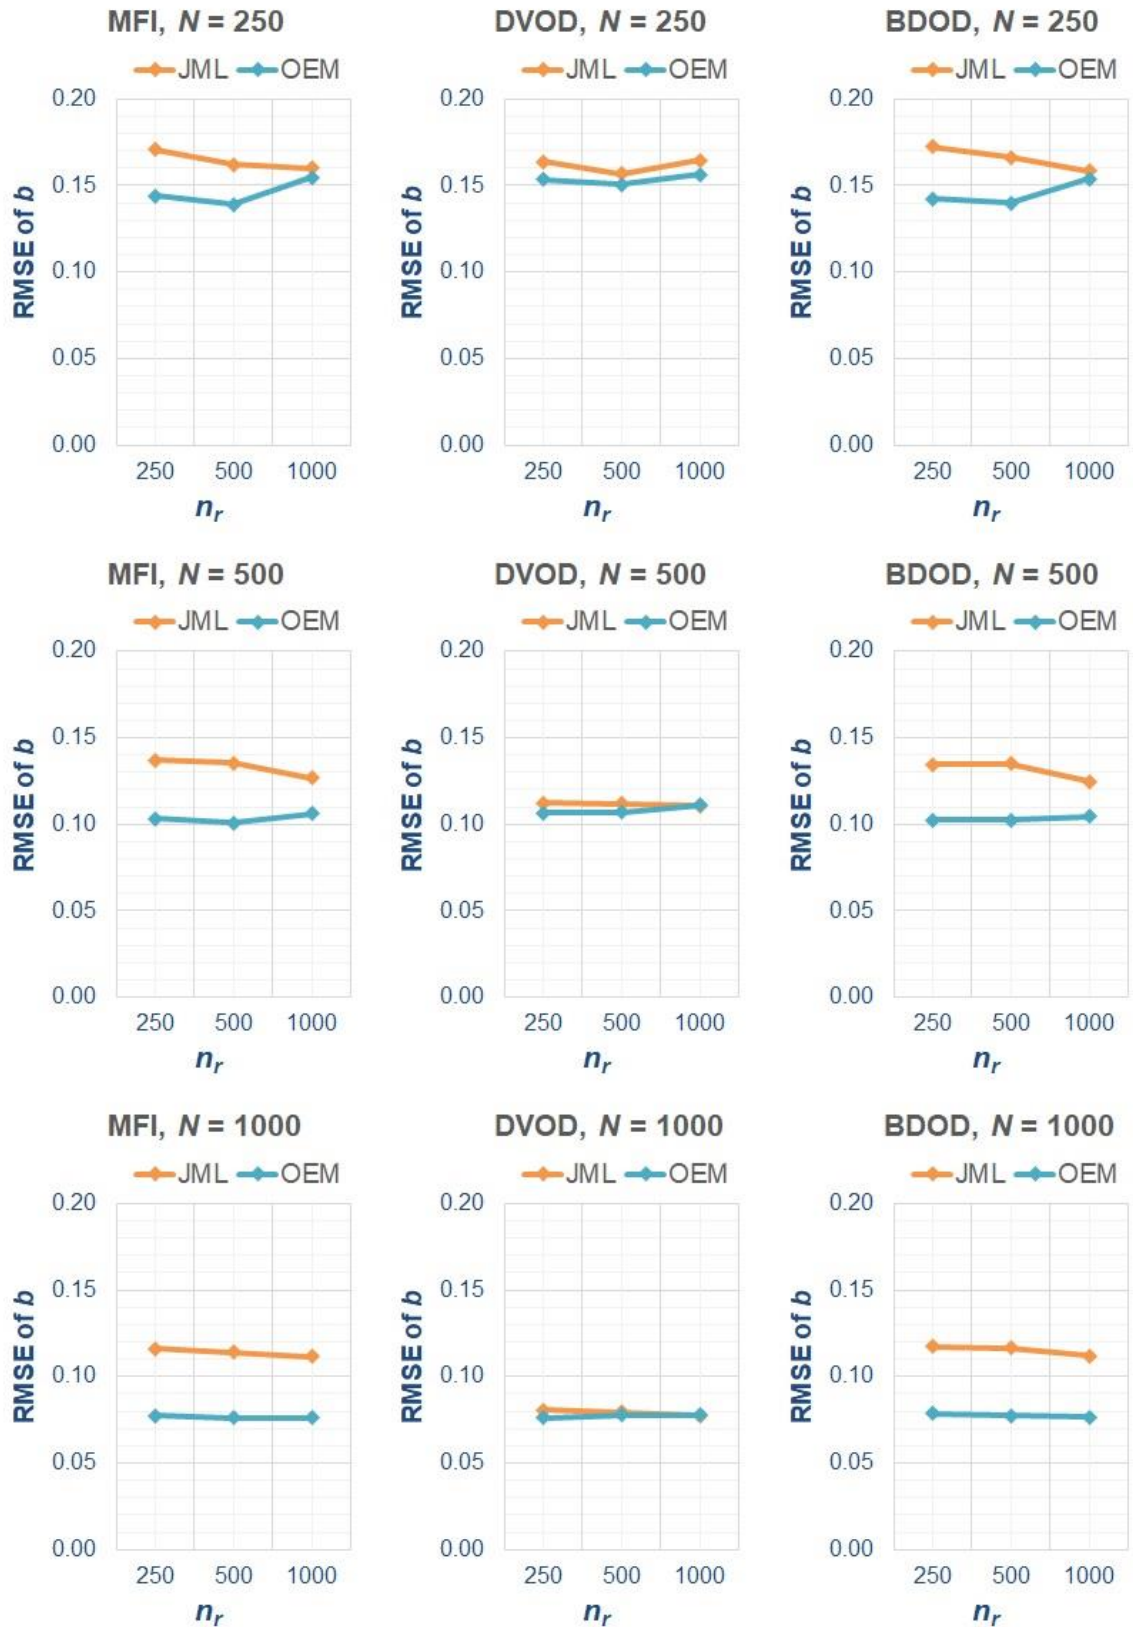 MFI, N = 250
JML OEM
RMSE of b
0.20
0.15
0.10
0.05
0.00
250 500 1000
nr
DVOD, N = 250
JML OEM
RMSE of b
0.20
0.15
0.10
0.05
0.00
250 500 1000
nr
BDOD, N = 250
JML OEM
RMSE of b
0.20
0.15
0.10
0.05
0.00
250 500 1000
nr
MFI, N = 500
JML OEM
RMSE of b
0.20
0.15
0.10
0.05
0.00
250 500 1000
nr
DVOD, N = 500
JML OEM
RMSE of b
0.20
0.15
0.10
0.05
0.00
250 500 1000
nr
BDOD, N = 500
JML OEM
RMSE of b
0.20
0.15
0.10
0.05
0.00
250 500 1000
nr
MFI, N = 1000
JML OEM
RMSE of b
0.20
0.15
0.10
0.05
0.00
250 500 1000
nr
DVOD, N = 1000
JML OEM
RMSE of b
0.20
0.15
0.10
0.05
0.00
250 500 1000
nr
BDOD, N = 1000
JML OEM
RMSE of b
0.20
0.15
0.10
0.05
0.00
250 500 1000
nr